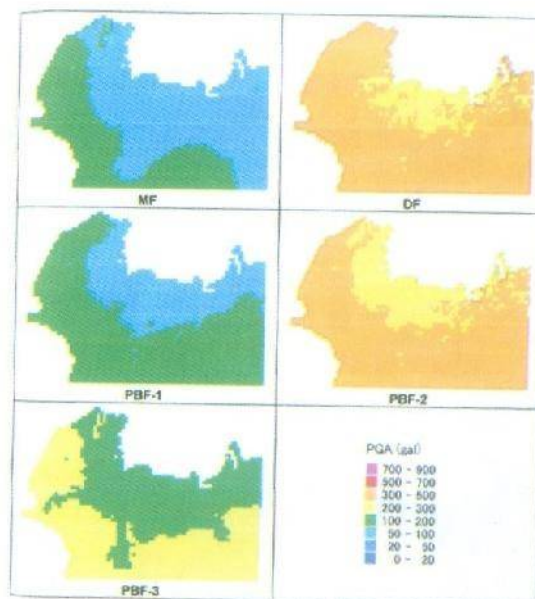 MF
DF
PBF-1
PBF-2
PBF-3
PGA (gal)
700 - 900
500 - 700
300 - 500
200 - 300
100 - 200
50 - 100
20 - 50
0 - 20